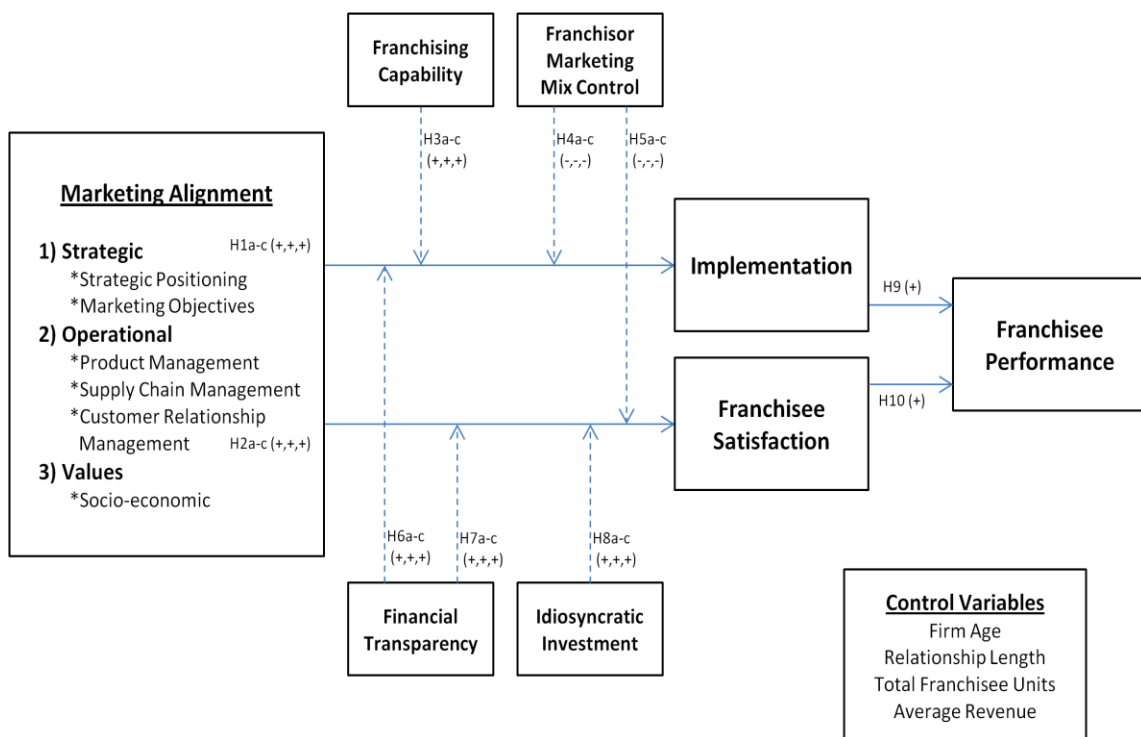 Franchising
Capability
Franchisor
Marketing
Mix Control
H3a-c
(+,+,+)
H4a-c
(-,-,-)
H5a-c
(-,-,-)
Marketing Alignment
1) Strategic
H1a-c (+,+,+)
*Strategic Positioning
*Marketing Objectives
2) Operational
*Product Management
*Supply Chain Management
*Customer Relationship
Management
H2a-c (+,+,+)
3) Values
*Socio-economic
Implementation
Franchisee
Satisfaction
H9 (+)
H10 (+)
Franchisee
Performance
H6a-c
(+,+,+)
H7a-c
(+,+,+)
H8a-c
(+,+,+)
Financial
Transparency
Idiosyncratic
Investment
Control Variables
Firm Age
Relationship Length
Total Franchisee Units
Average Revenue